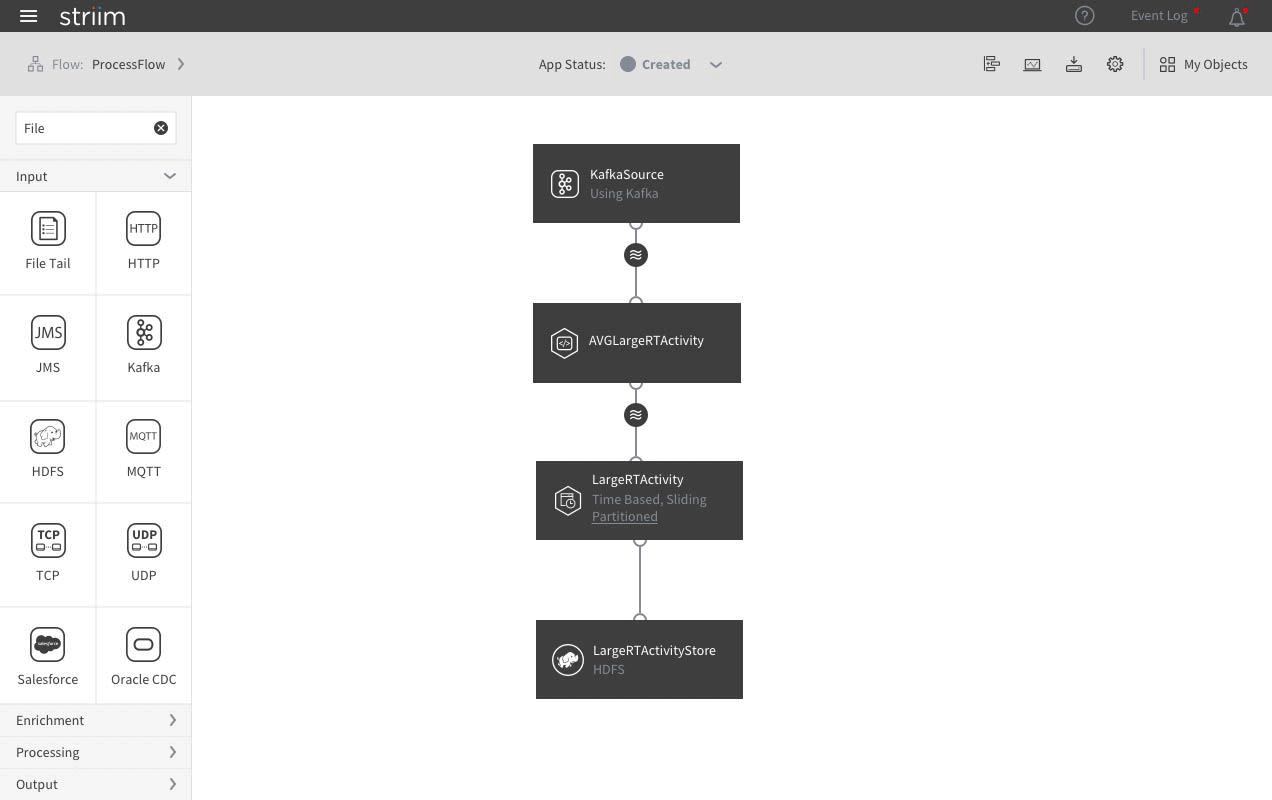 striim
Event Log
Flow: ProcessFlow
App Status: Created
My Objects
File
Input
File Tail
HTTP
HTTP
JMS
JMS
Kafka
HDFS
MQTT
MQTT
TCP
TCP
UDP
UDP
salesforce
Salesforce
Oracle CDC
Enrichment
Processing
Output
KafkaSource
Using Kafka
AVGLargeRTActivity
LargeRTActivity
Time Based, Sliding
Partitioned
LargeRTActivityStore
HDFS